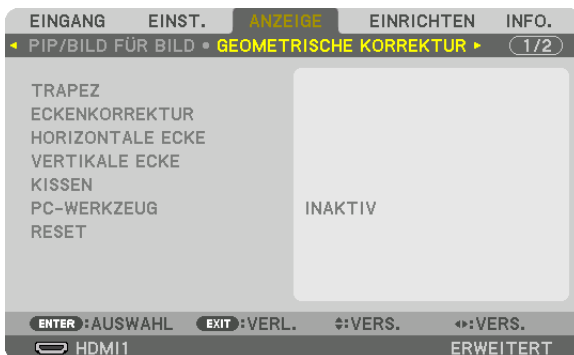 EINGANG EINST. ANZEIGE EINRICHTEN INFO.
◂ PIP/BILD FÜR BILD • GEOMETRISCHE KORREKTUR ▸ 1/2
TRAPEZ
ECKENKORREKTUR
HORIZONTALE ECKE
VERTIKALE ECKE
KISSEN
PC-WERKZEUG INAKTIV
RESET
ENTER :AUSWAHL EXIT :VERL. :VERS. :VERS.
HDMI1 ERWEITERT